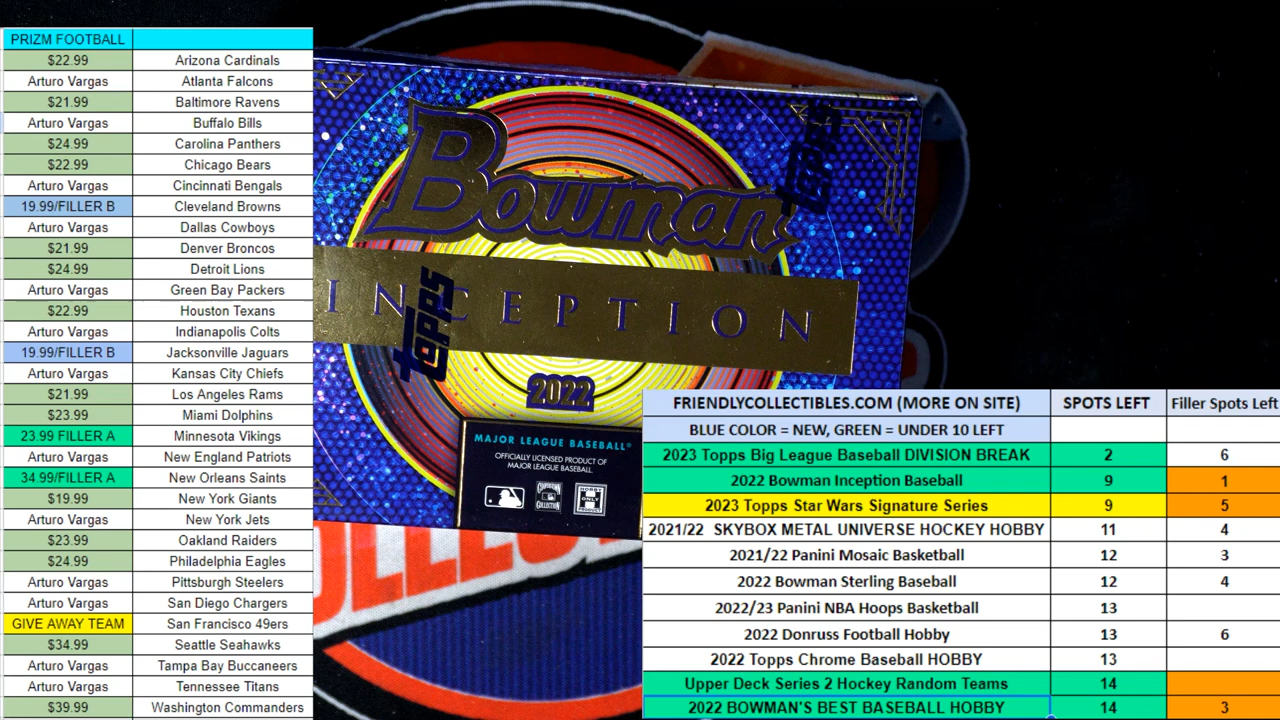 PRIZM FOOTBALL
$22.99 Arizona Cardinals
Arturo Vargas Atlanta Falcons
$21.99 Baltimore Ravens
Arturo Vargas Buffalo Bills
$24.99 Carolina Panthers
$22.99 Chicago Bears
Arturo Vargas Cincinnati Bengals
19.99/FILLER B Cleveland Browns
Arturo Vargas Dallas Cowboys
$21.99 Denver Broncos
$24.99 Detroit Lions
Arturo Vargas Green Bay Packers
$22.99 Houston Texans
Arturo Vargas Indianapolis Colts
19.99/FILLER B Jacksonville Jaguars
Arturo Vargas Kansas City Chiefs
$21.99 Los Angeles Rams
$23.99 Miami Dolphins
23.99 FILLER A Minnesota Vikings
Arturo Vargas New England Patriots
34.99/FILLER A New Orleans Saints
$19.99 New York Giants
Arturo Vargas New York Jets
$23.99 Oakland Raiders
$24.99 Philadelphia Eagles
Arturo Vargas Pittsburgh Steelers
Arturo Vargas San Diego Chargers
GIVE AWAY TEAM San Francisco 49ers
$34.99 Seattle Seahawks
Arturo Vargas Tampa Bay Buccaneers
Arturo Vargas Tennessee Titans
$39.99 Washington Commanders
Bowman
INCEPTION
topps
topps
2022
MAJOR LEAGUE BASEBALL®
OFFICIALLY LICENSED PRODUCT OF
MAJOR LEAGUE BASEBALL.
COOPERSTOWN
COLLECTION
HOBBY
ONLY
PRODUCT
FRIENDLYCOLLECTIBLES.COM (MORE ON SITE) SPOTS LEFT Filler Spots Left
BLUE COLOR = NEW, GREEN = UNDER 10 LEFT
2023 Topps Big League Baseball DIVISION BREAK 2 6
2022 Bowman Inception Baseball 9 1
2023 Topps Star Wars Signature Series 9 5
2021/22 SKYBOX METAL UNIVERSE HOCKEY HOBBY 11 4
2021/22 Panini Mosaic Basketball 12 3
2022 Bowman Sterling Baseball 12 4
2022/23 Panini NBA Hoops Basketball 13
2022 Donruss Football Hobby 13 6
2022 Topps Chrome Baseball HOBBY 13
Upper Deck Series 2 Hockey Random Teams 14
2022 BOWMAN'S BEST BASEBALL HOBBY 14 3